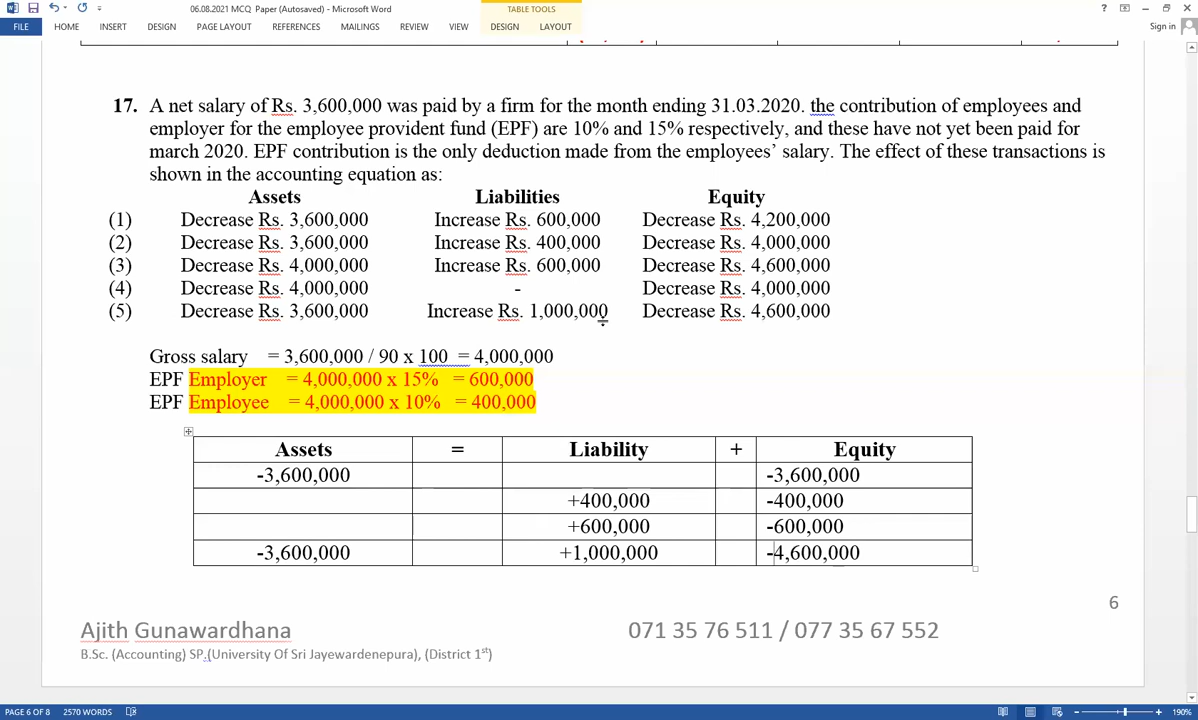 06.08.2021 MCQ Paper (Autosaved) - Microsoft Word
TABLE TOOLS
FILE HOME INSERT DESIGN PAGE LAYOUT REFERENCES MAILINGS REVIEW VIEW DESIGN LAYOUT Sign in
17. A net salary of Rs. 3,600,000 was paid by a firm for the month ending 31.03.2020. the contribution of employees and
employer for the employee provident fund (EPF) are 10% and 15% respectively, and these have not yet been paid for
march 2020. EPF contribution is the only deduction made from the employees’ salary. The effect of these transactions is
shown in the accounting equation as:
Assets Liabilities Equity
(1) Decrease Rs. 3,600,000 Increase Rs. 600,000 Decrease Rs. 4,200,000
(2) Decrease Rs. 3,600,000 Increase Rs. 400,000 Decrease Rs. 4,000,000
(3) Decrease Rs. 4,000,000 Increase Rs. 600,000 Decrease Rs. 4,600,000
(4) Decrease Rs. 4,000,000 - Decrease Rs. 4,000,000
(5) Decrease Rs. 3,600,000 Increase Rs. 1,000,000 Decrease Rs. 4,600,000
Gross salary = 3,600,000 / 90 x 100 = 4,000,000
EPF Employer = 4,000,000 x 15% = 600,000
EPF Employee = 4,000,000 x 10% = 400,000
Assets = Liability + Equity
-3,600,000 -3,600,000
+400,000 -400,000
+600,000 -600,000
-3,600,000 +1,000,000 -4,600,000
6
Ajith Gunawardhana 071 35 76 511 / 077 35 67 552
B.Sc. (Accounting) SP.(University Of Sri Jayewardenepura), (District 1st)
PAGE 6 OF 8 2570 WORDS 190%